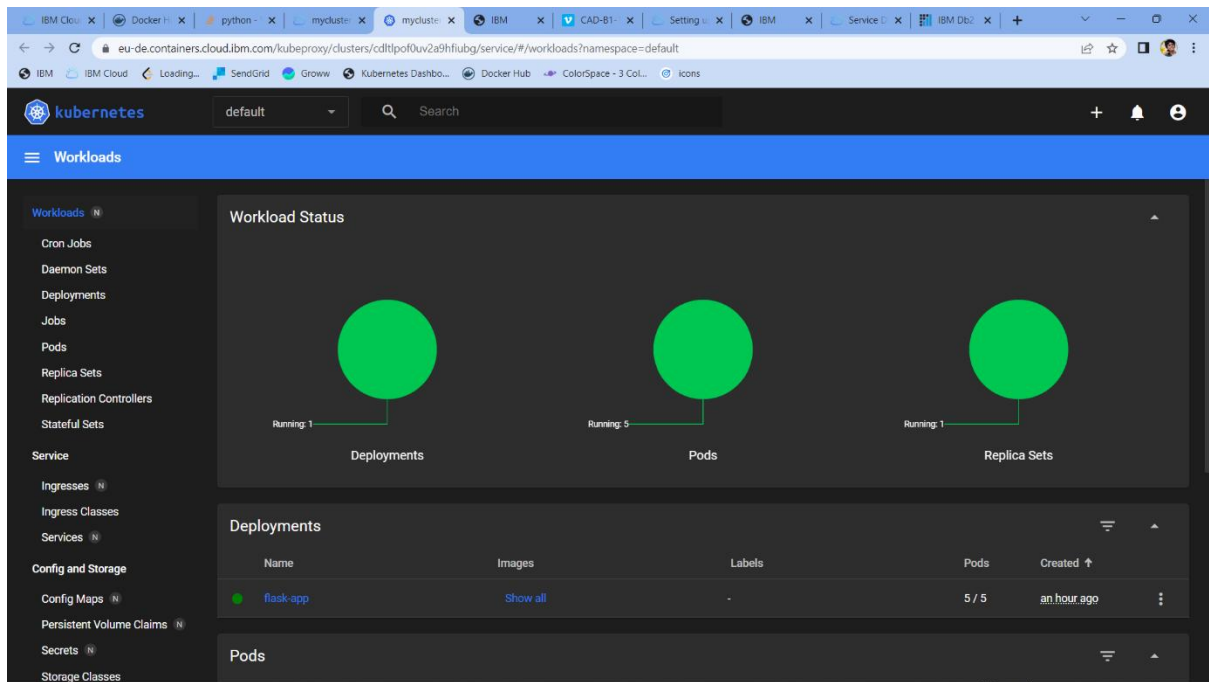 IBM Clou
Docker H
python -
mycluster
mycluste
IBM
CAD-B1-
Setting u
IBM
Service D
IBM Db2
eu-de.containers.cloud.ibm.com/kubeproxy/clusters/cdltlpof0uv2a9hfiubg/service/#/workloads?namespace=default
IBM
IBM Cloud
Loading...
SendGrid
Groww
Kubernetes Dashbo...
Docker Hub
ColorSpace - 3 Col...
icons
kubernetes
default
Search
Workloads
Workloads N
Cron Jobs
Daemon Sets
Deployments
Jobs
Pods
Replica Sets
Replication Controllers
Stateful Sets
Service
Ingresses N
Ingress Classes
Services N
Config and Storage
Config Maps N
Persistent Volume Claims N
Secrets N
Storage Classes
Workload Status
Running: 1
Deployments
Running: 5
Pods
Running: 1
Replica Sets
Deployments
Name Images Labels Pods Created
flask-app Show all - 5 / 5 an hour ago
Pods